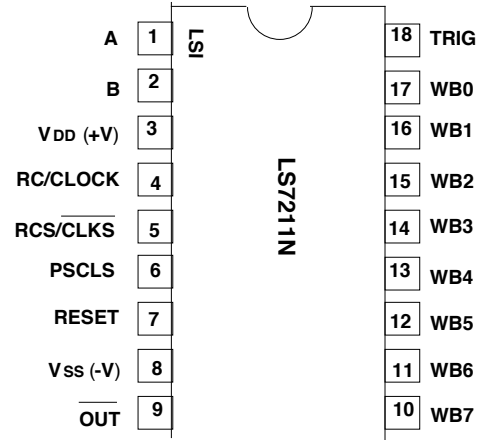 A 1 LSI 18 TRIG
B 2 17 WB0
VDD (+V) 3 16 WB1
RC/CLOCK 4 15 WB2
RCS/CLKS 5 14 WB3
PSCLS 6 13 WB4
RESET 7 12 WB5
VSS (-V) 8 11 WB6
OUT 9 10 WB7
LS7211N